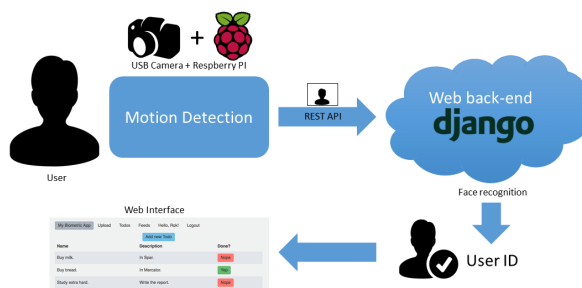 USB Camera + Respberry PI
Motion Detection
User
REST API
Web back-end
django
Face recognition
User ID
Web Interface
My Biometric App Upload Todos Feeds Hello, Rok! Logout
Add new Todo
Name Description Done?
Buy milk. In Spar. Nope
Buy bread. In Mercator. Yep
Study extra hard. Write the report. Nope